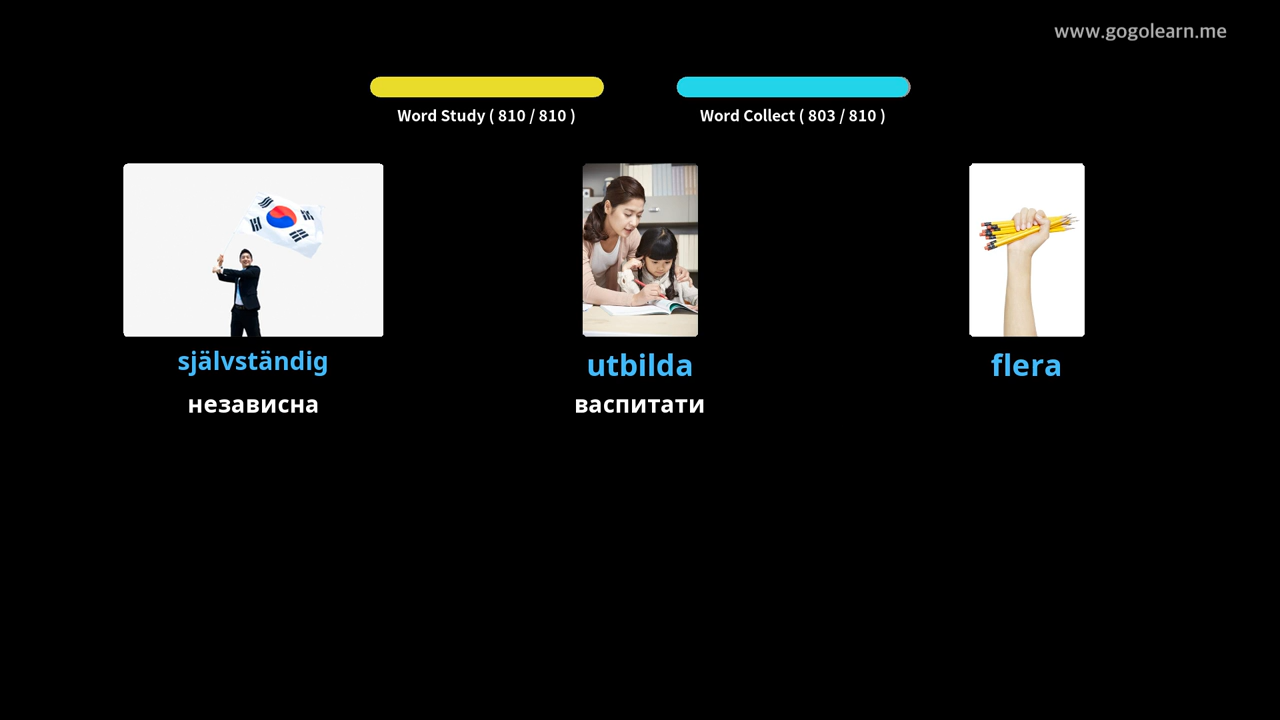 www.gogolearn.me
Word Study ( 810 / 810 )
Word Collect ( 803 / 810 )
självständig
utbilda
flera
независна
васпитати